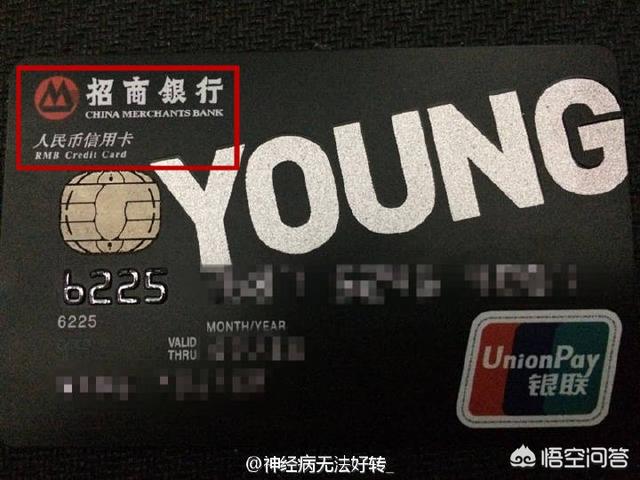 招商銀行
CHINA MERCHANTS BANK
人民币信用卡
RMB Credit Card
YOUNG
6225
6225
MONTH/YEAR
VALID
THRU
UnionPay
银联
@神经病无法好转_
悟空问答